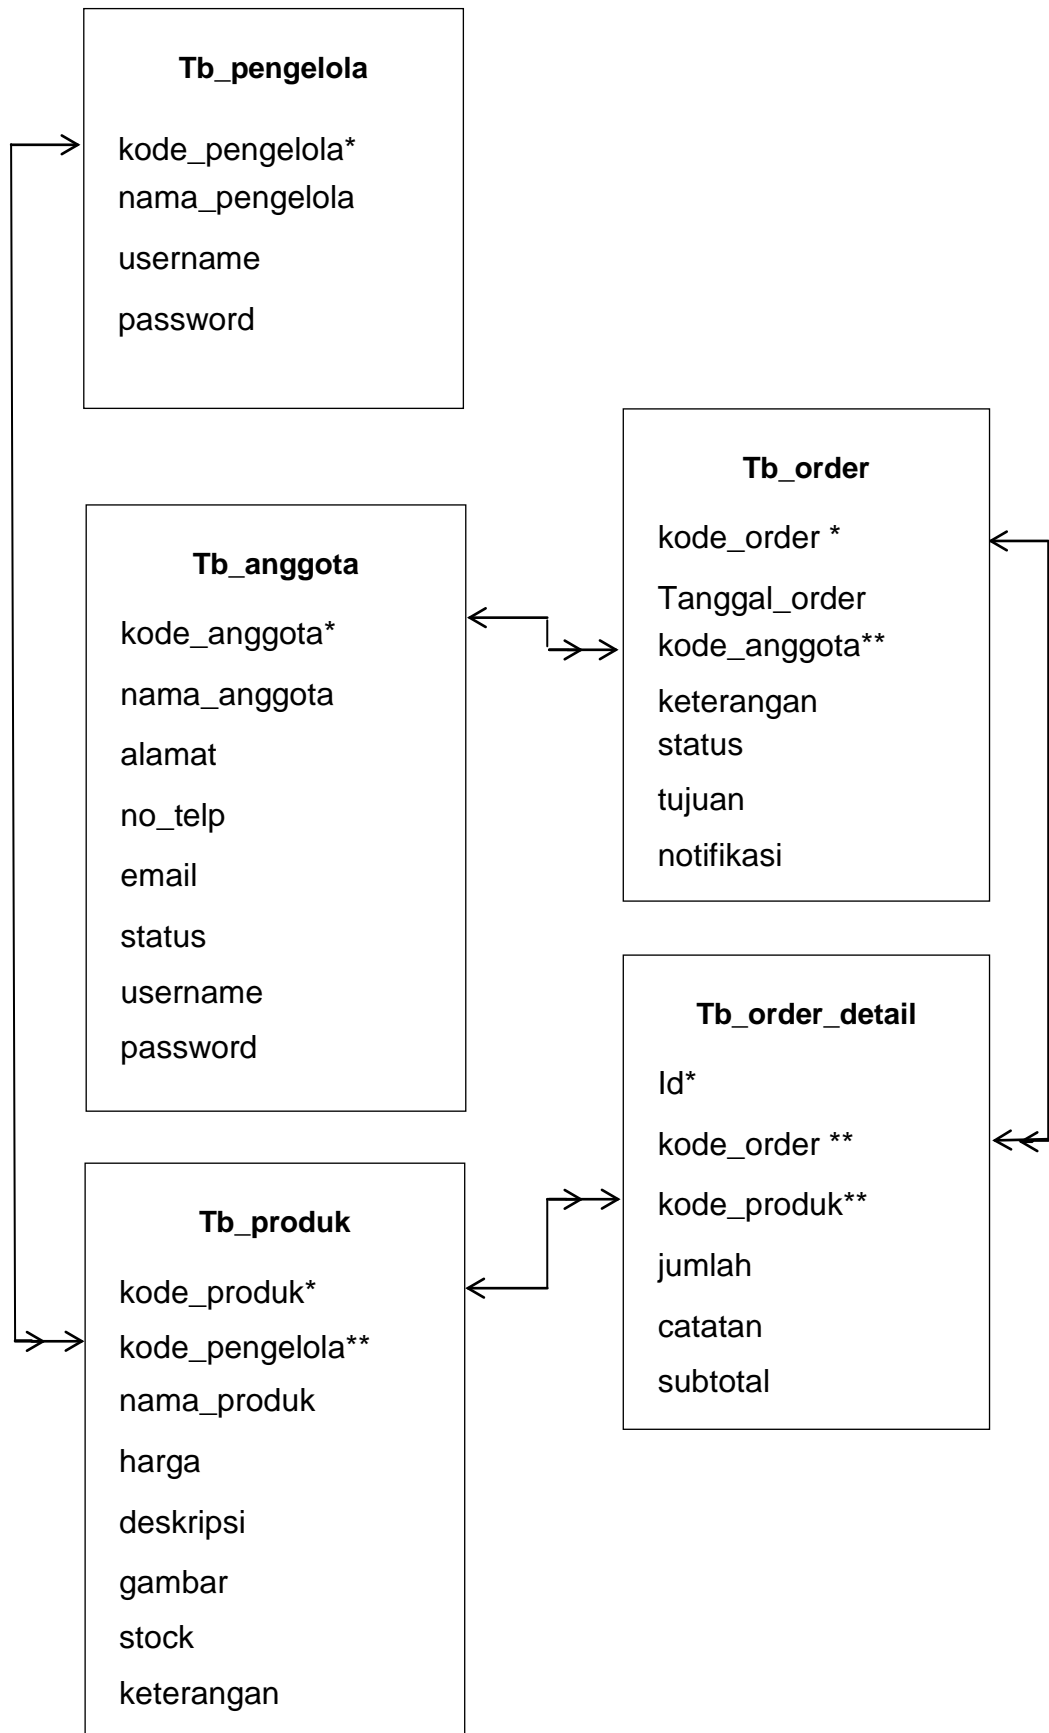 Tb_pengelola
kode_pengelola*
nama_pengelola
username
password
Tb_order
kode_order *
Tanggal_order
kode_anggota**
keterangan
status
tujuan
notifikasi
Tb_anggota
kode_anggota*
nama_anggota
alamat
no_telp
email
status
username
password
Tb_order_detail
Id*
kode_order **
kode_produk**
jumlah
catatan
subtotal
Tb_produk
kode_produk*
kode_pengelola**
nama_produk
harga
deskripsi
gambar
stock
keterangan